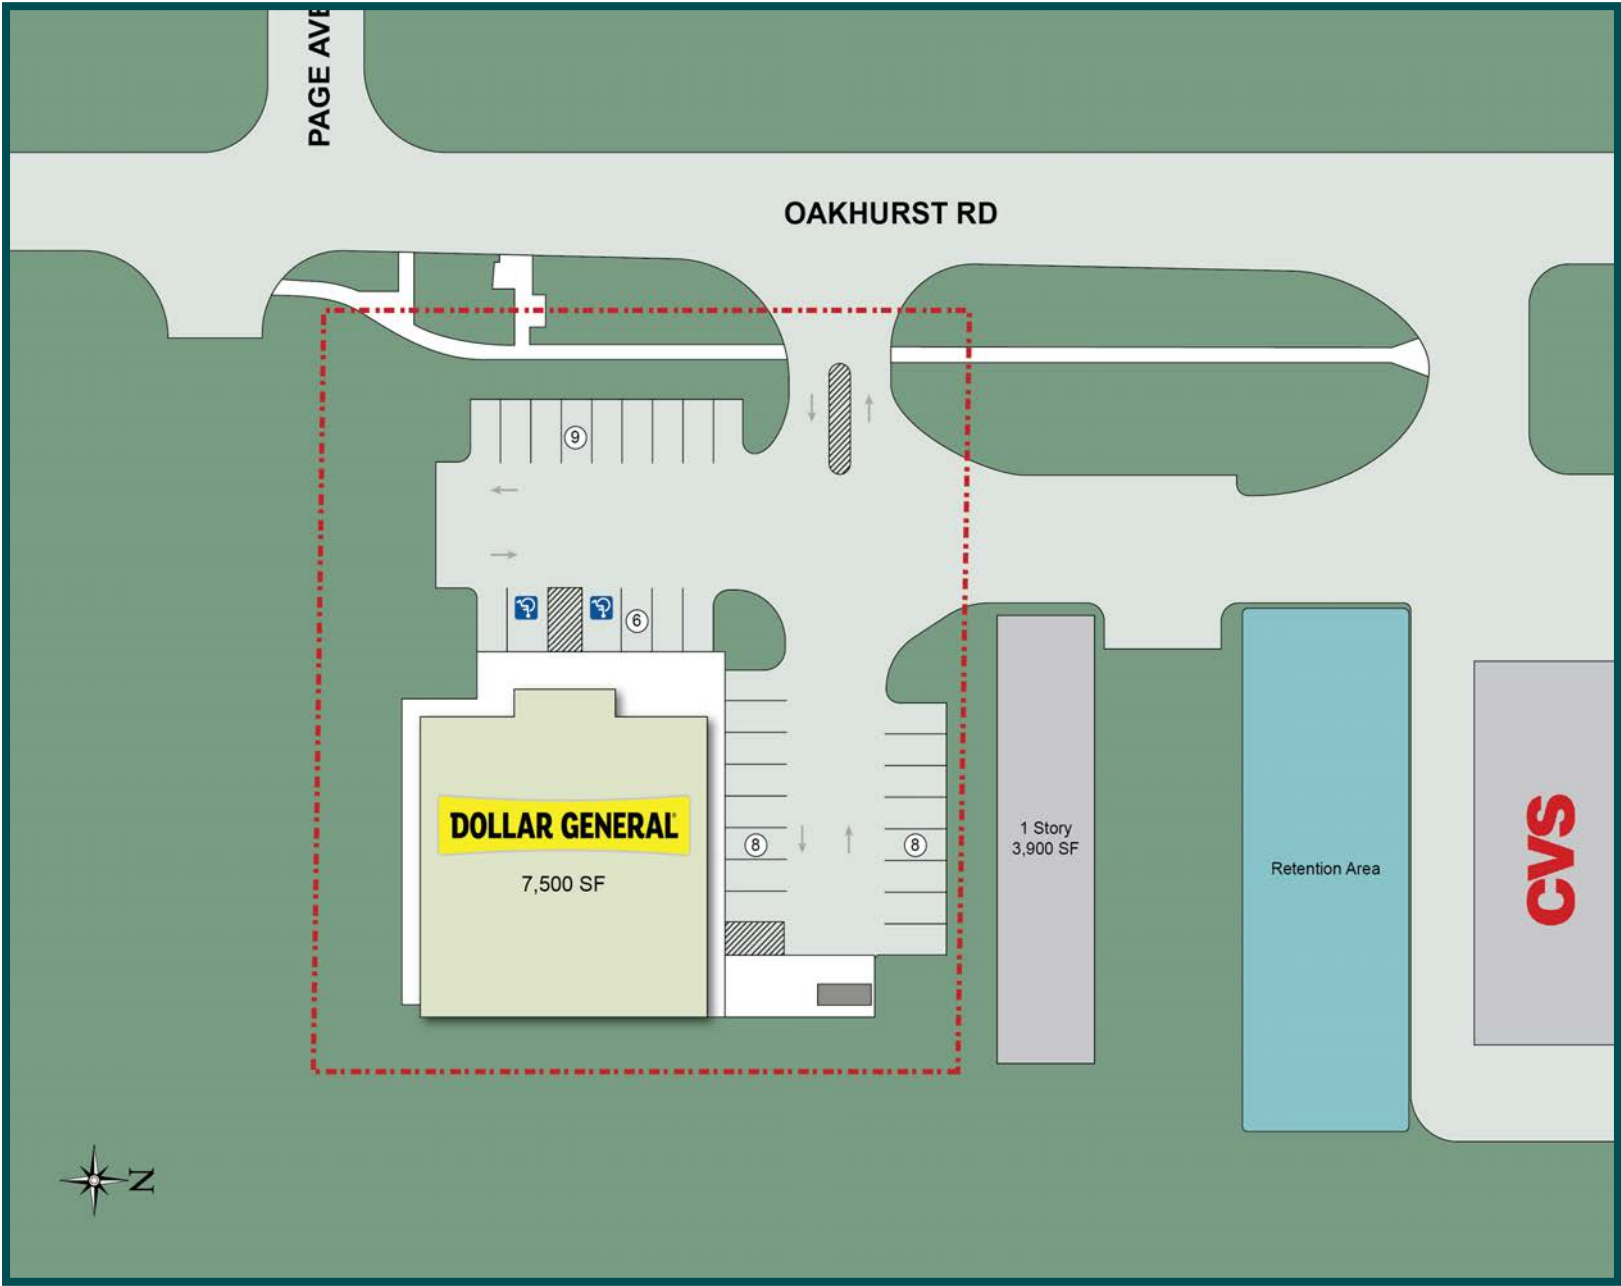 PAGE AVE
OAKHURST RD
9
6
DOLLAR GENERAL
7,500 SF
8
8
1 Story
3,900 SF
Retention Area
CVS
N